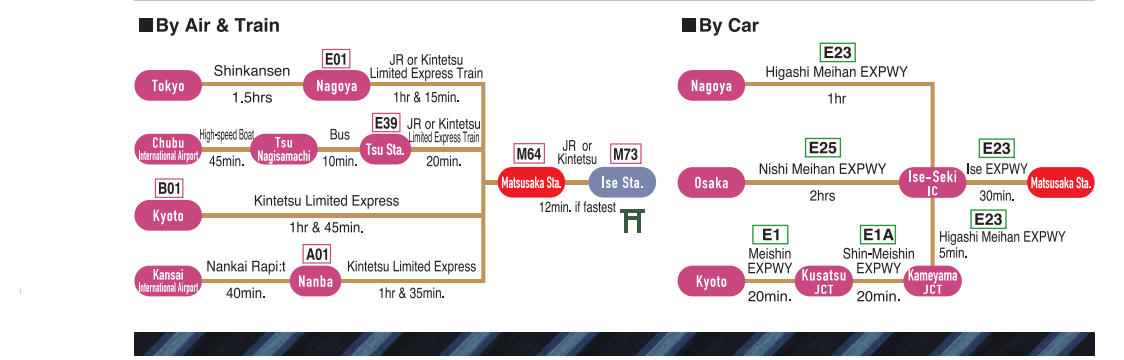 ■By Air & Train
Tokyo
Shinkansen
1.5hrs
E01
Nagoya
JR or Kintetsu
Limited Express Train
1hr & 15min.
Chubu
International Airport
High-speed Boat
45min.
Tsu
Nagisamachi
Bus
10min.
E39
Tsu Sta.
JR or Kintetsu
Limited Express Train
20min.
B01
Kyoto
Kintetsu Limited Express
1hr & 45min.
Kansai
International Airport
Nankai Rapi:t
40min.
A01
Nanba
Kintetsu Limited Express
1hr & 35min.
M64
Matsusaka Sta.
JR or
Kintetsu
12min. if fastest
M73
Ise Sta.
■By Car
Nagoya
E23
Higashi Meihan EXPWY
1hr
Osaka
E25
Nishi Meihan EXPWY
2hrs
Ise-Seki
IC
E23
Ise EXPWY
30min.
Matsusaka Sta.
E23
Higashi Meihan EXPWY
5min.
Kyoto
E1
Meishin
EXPWY
20min.
Kusatsu
JCT
E1A
Shin-Meishin
EXPWY
20min.
Kameyama
JCT